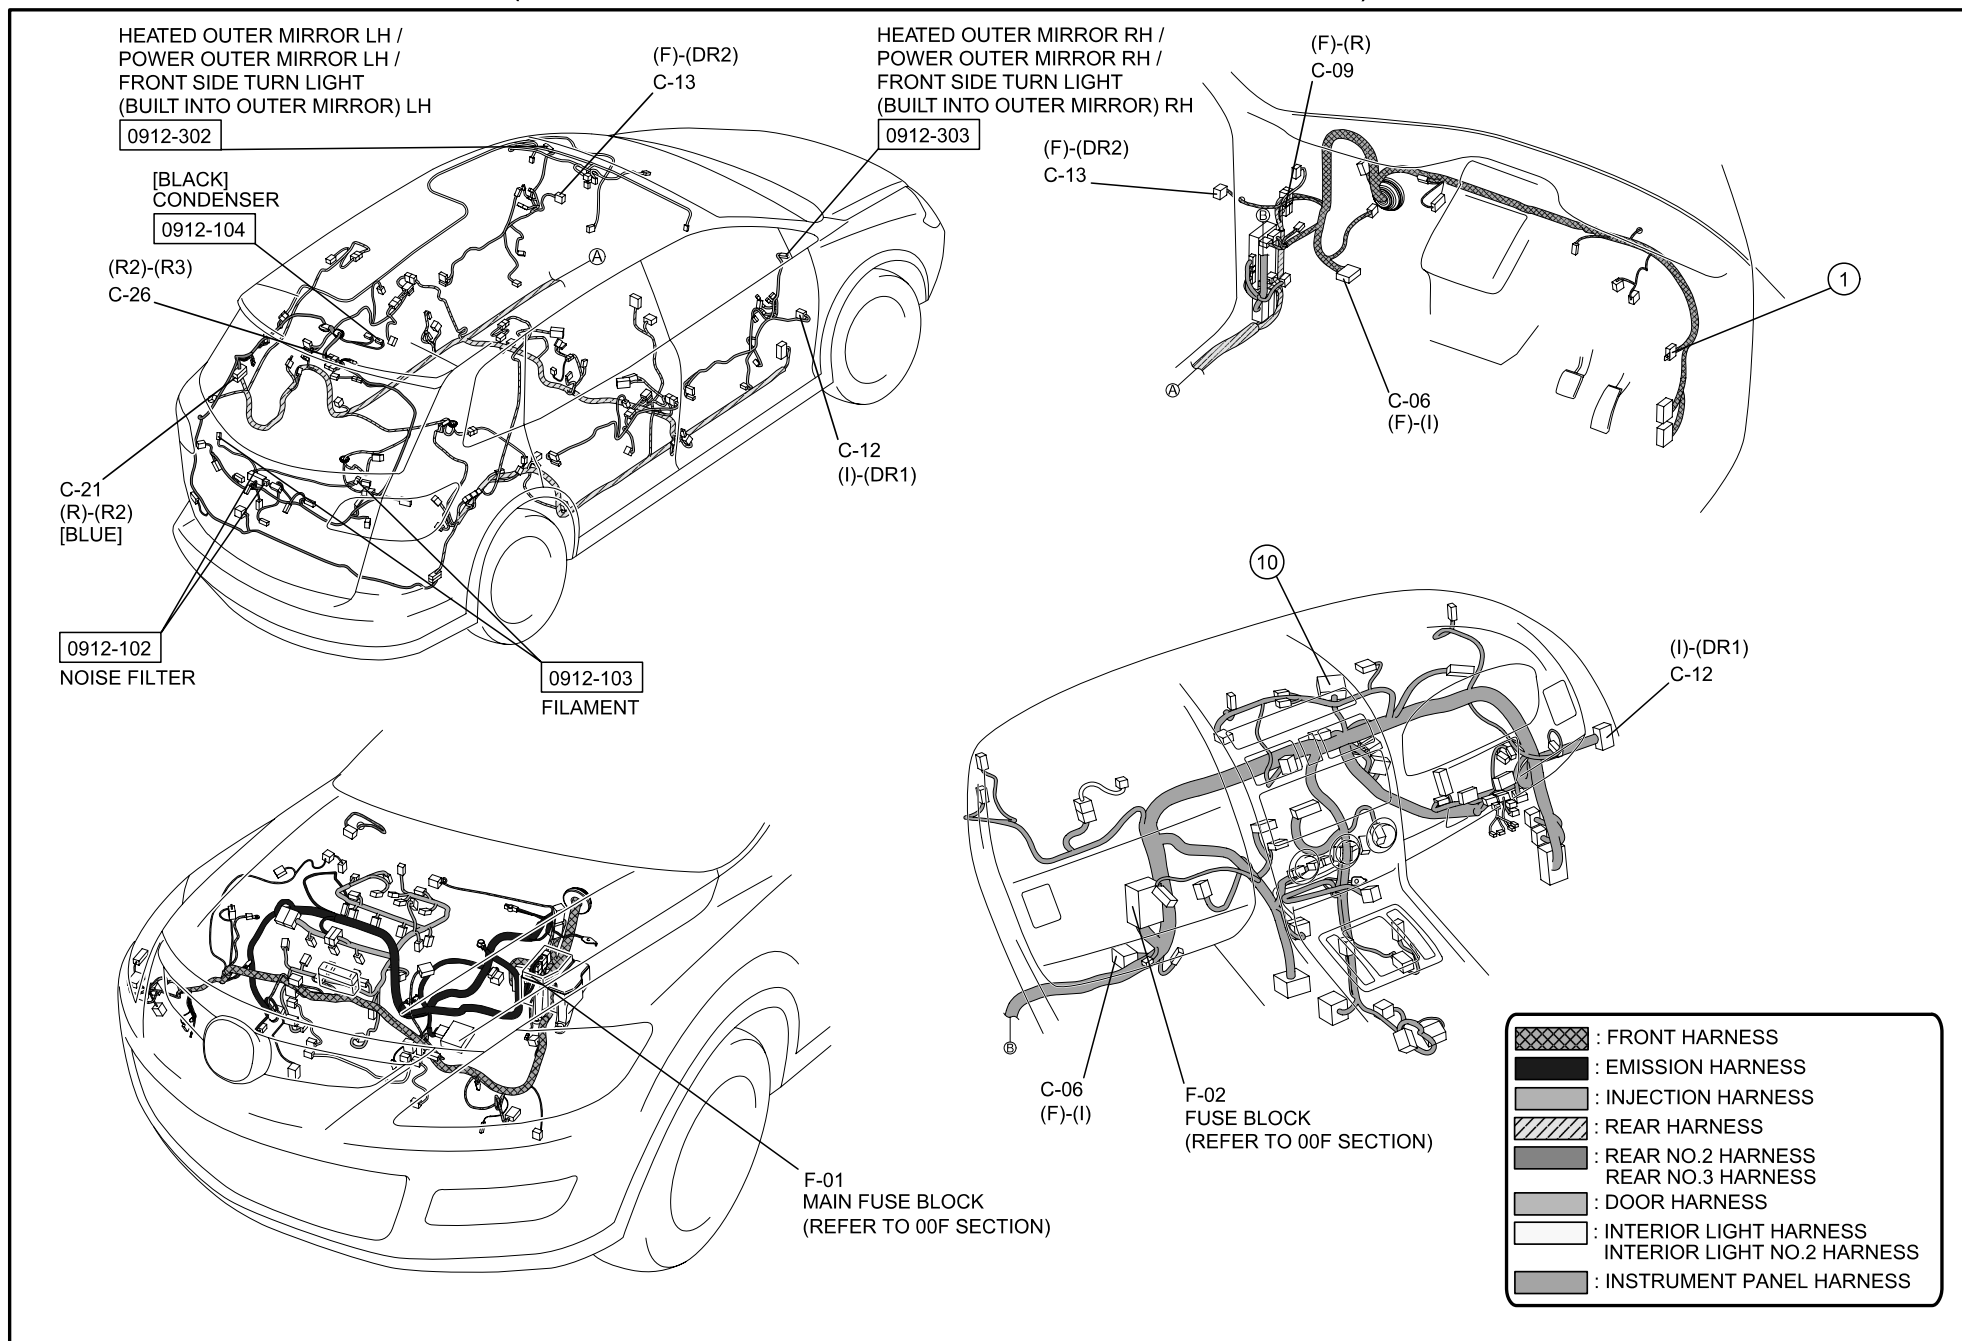 HEATED OUTER MIRROR LH /
POWER OUTER MIRROR LH /
FRONT SIDE TURN LIGHT
(BUILT INTO OUTER MIRROR) LH
0912-302
(F)-(DR2)
C-13
HEATED OUTER MIRROR RH /
POWER OUTER MIRROR RH /
FRONT SIDE TURN LIGHT
(BUILT INTO OUTER MIRROR) RH
0912-303
[BLACK]
CONDENSER
0912-104
(R2)-(R3)
C-26
A
C-12
(I)-(DR1)
C-21
(R)-(R2)
[BLUE]
0912-102
NOISE FILTER
0912-103
FILAMENT
(F)-(R)
C-09
(F)-(DR2)
C-13
B
1
A
C-06
(F)-(I)
10
(I)-(DR1)
C-12
B
C-06
(F)-(I)
F-02
FUSE BLOCK
(REFER TO 00F SECTION)
F-01
MAIN FUSE BLOCK
(REFER TO 00F SECTION)
: FRONT HARNESS
: EMISSION HARNESS
: INJECTION HARNESS
: REAR HARNESS
: REAR NO.2 HARNESS
REAR NO.3 HARNESS
: DOOR HARNESS
: INTERIOR LIGHT HARNESS
INTERIOR LIGHT NO.2 HARNESS
: INSTRUMENT PANEL HARNESS